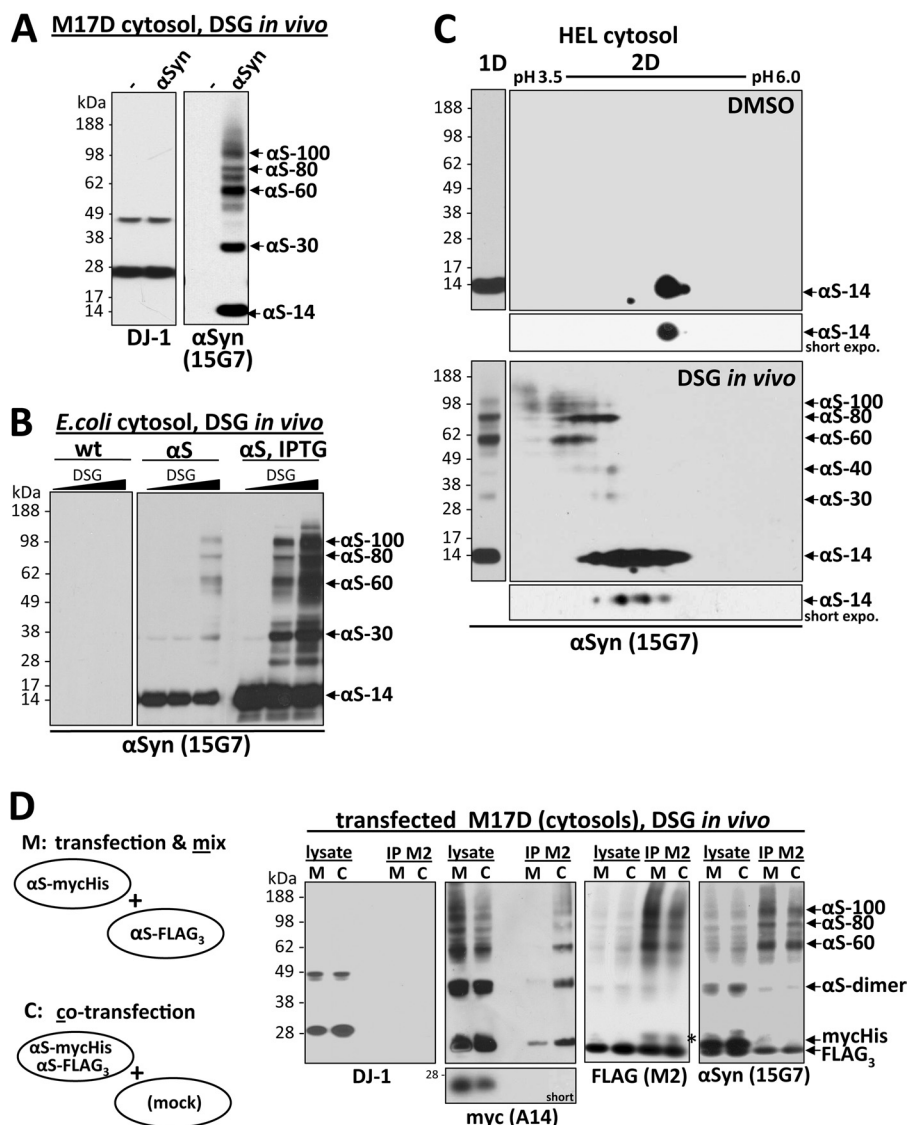 A M17D cytosol, DSG in vivo
- αSyn - αSyn
kDa
188
98
62
49
38
28
17
14
αS-100
αS-80
αS-60
αS-30
αS-14
DJ-1 αSyn
(15G7)
B E.coli cytosol, DSG in vivo
wt αS αS, IPTG
DSG DSG DSG
kDa
188
98
62
49
38
28
17
14
αS-100
αS-80
αS-60
αS-30
αS-14
αSyn (15G7)
C
HEL cytosol
1D 2D
pH 3.5 pH 6.0
DMSO
188
98
62
49
38
28
17
14
αS-14
αS-14
short expo.
DSG in vivo
188
98
62
49
38
28
17
14
αS-100
αS-80
αS-60
αS-40
αS-30
αS-14
αS-14
short expo.
αSyn (15G7)
D
M: transfection & mix
αS-mycHis
+
αS-FLAG3
C: co-transfection
αS-mycHis
αS-FLAG3
+
(mock)
transfected M17D (cytosols), DSG in vivo
lysate IP M2 lysate IP M2 lysate IP M2 lysate IP M2
M C M C M C M C M C M C M C M C
kDa
188
98
62
49
38
28
αS-100
αS-80
αS-60
αS-dimer
*
mycHis
FLAG3
DJ-1
28
short
myc (A14)
FLAG (M2)
αSyn (15G7)